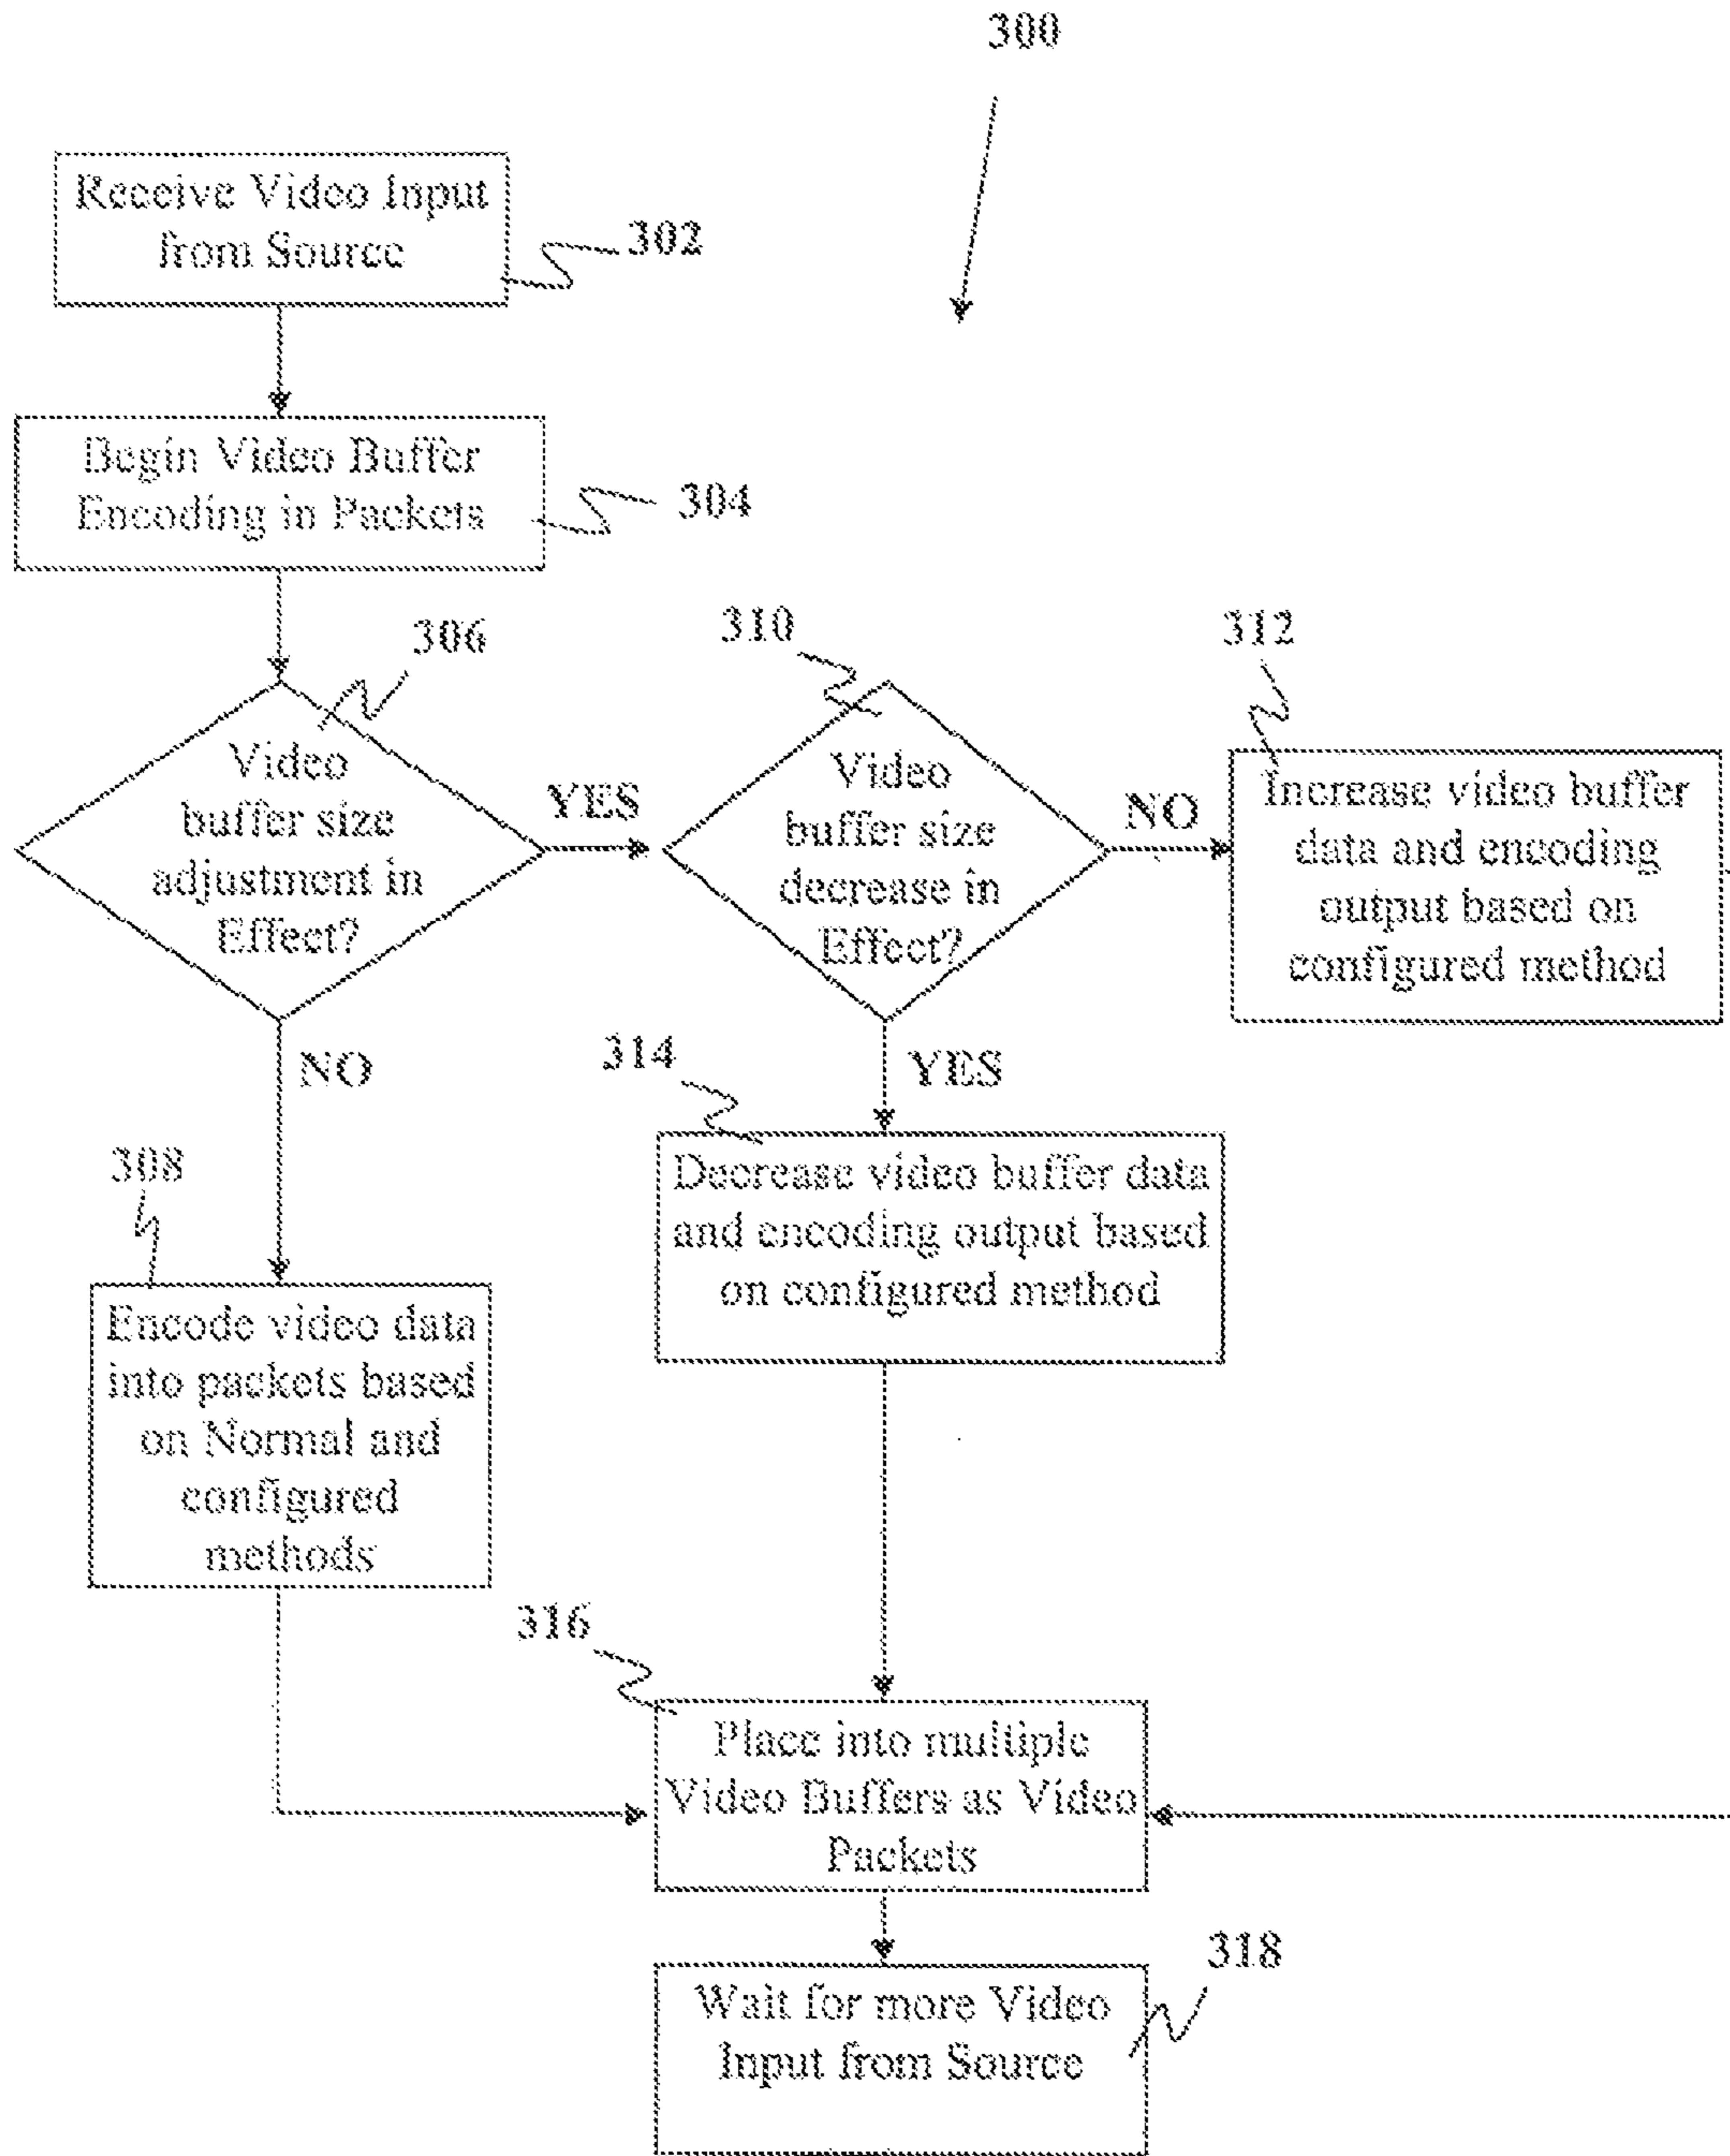 300
Receive Video Input
from Source
302
Begin Video Buffer
Encoding in Packets
304
306
Video
buffer size
adjustment in
Effect?
YES
NO
310
Video
buffer size
decrease in
Effect?
NO
YES
312
Increase video buffer
data and encoding
output based on
configured method
314
Decrease video buffer data
and encoding output based
on configured method
308
Encode video data
into packets based
on Normal and
configured
methods
316
Place into multiple
Video Buffers as Video
Packets
318
Wait for more Video
Input from Source